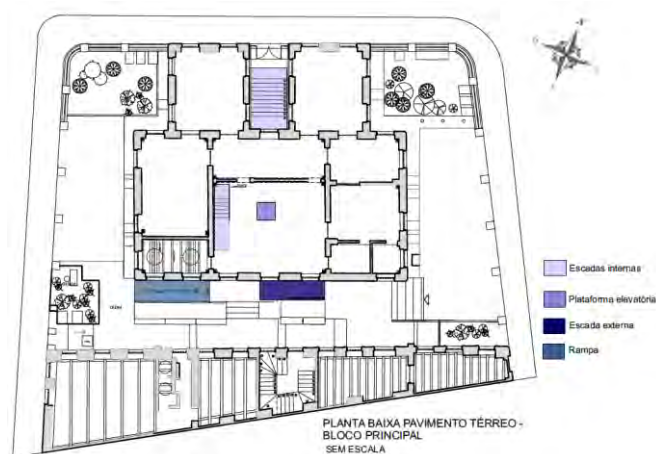 Escadas internas
Plataforma elevatória
Escada externa
Rampa
PLANTA BAIXA PAVIMENTO TÉRREO -
BLOCO PRINCIPAL
SEM ESCALA